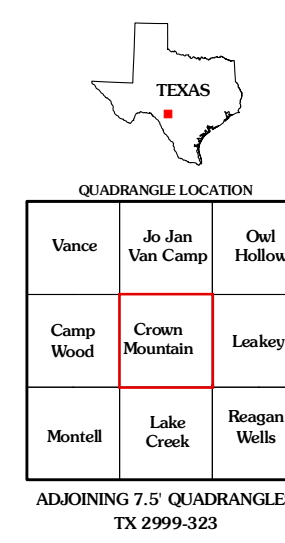 TEXAS
QUADRANGLE LOCATION
Vance
Jo Jan
Van Camp
Owl
Hollow
Camp
Wood
Crown
Mountain
Leakey
Montell
Lake
Creek
Reagan
Wells
ADJOINING 7.5' QUADRANGLE
TX 2999-323